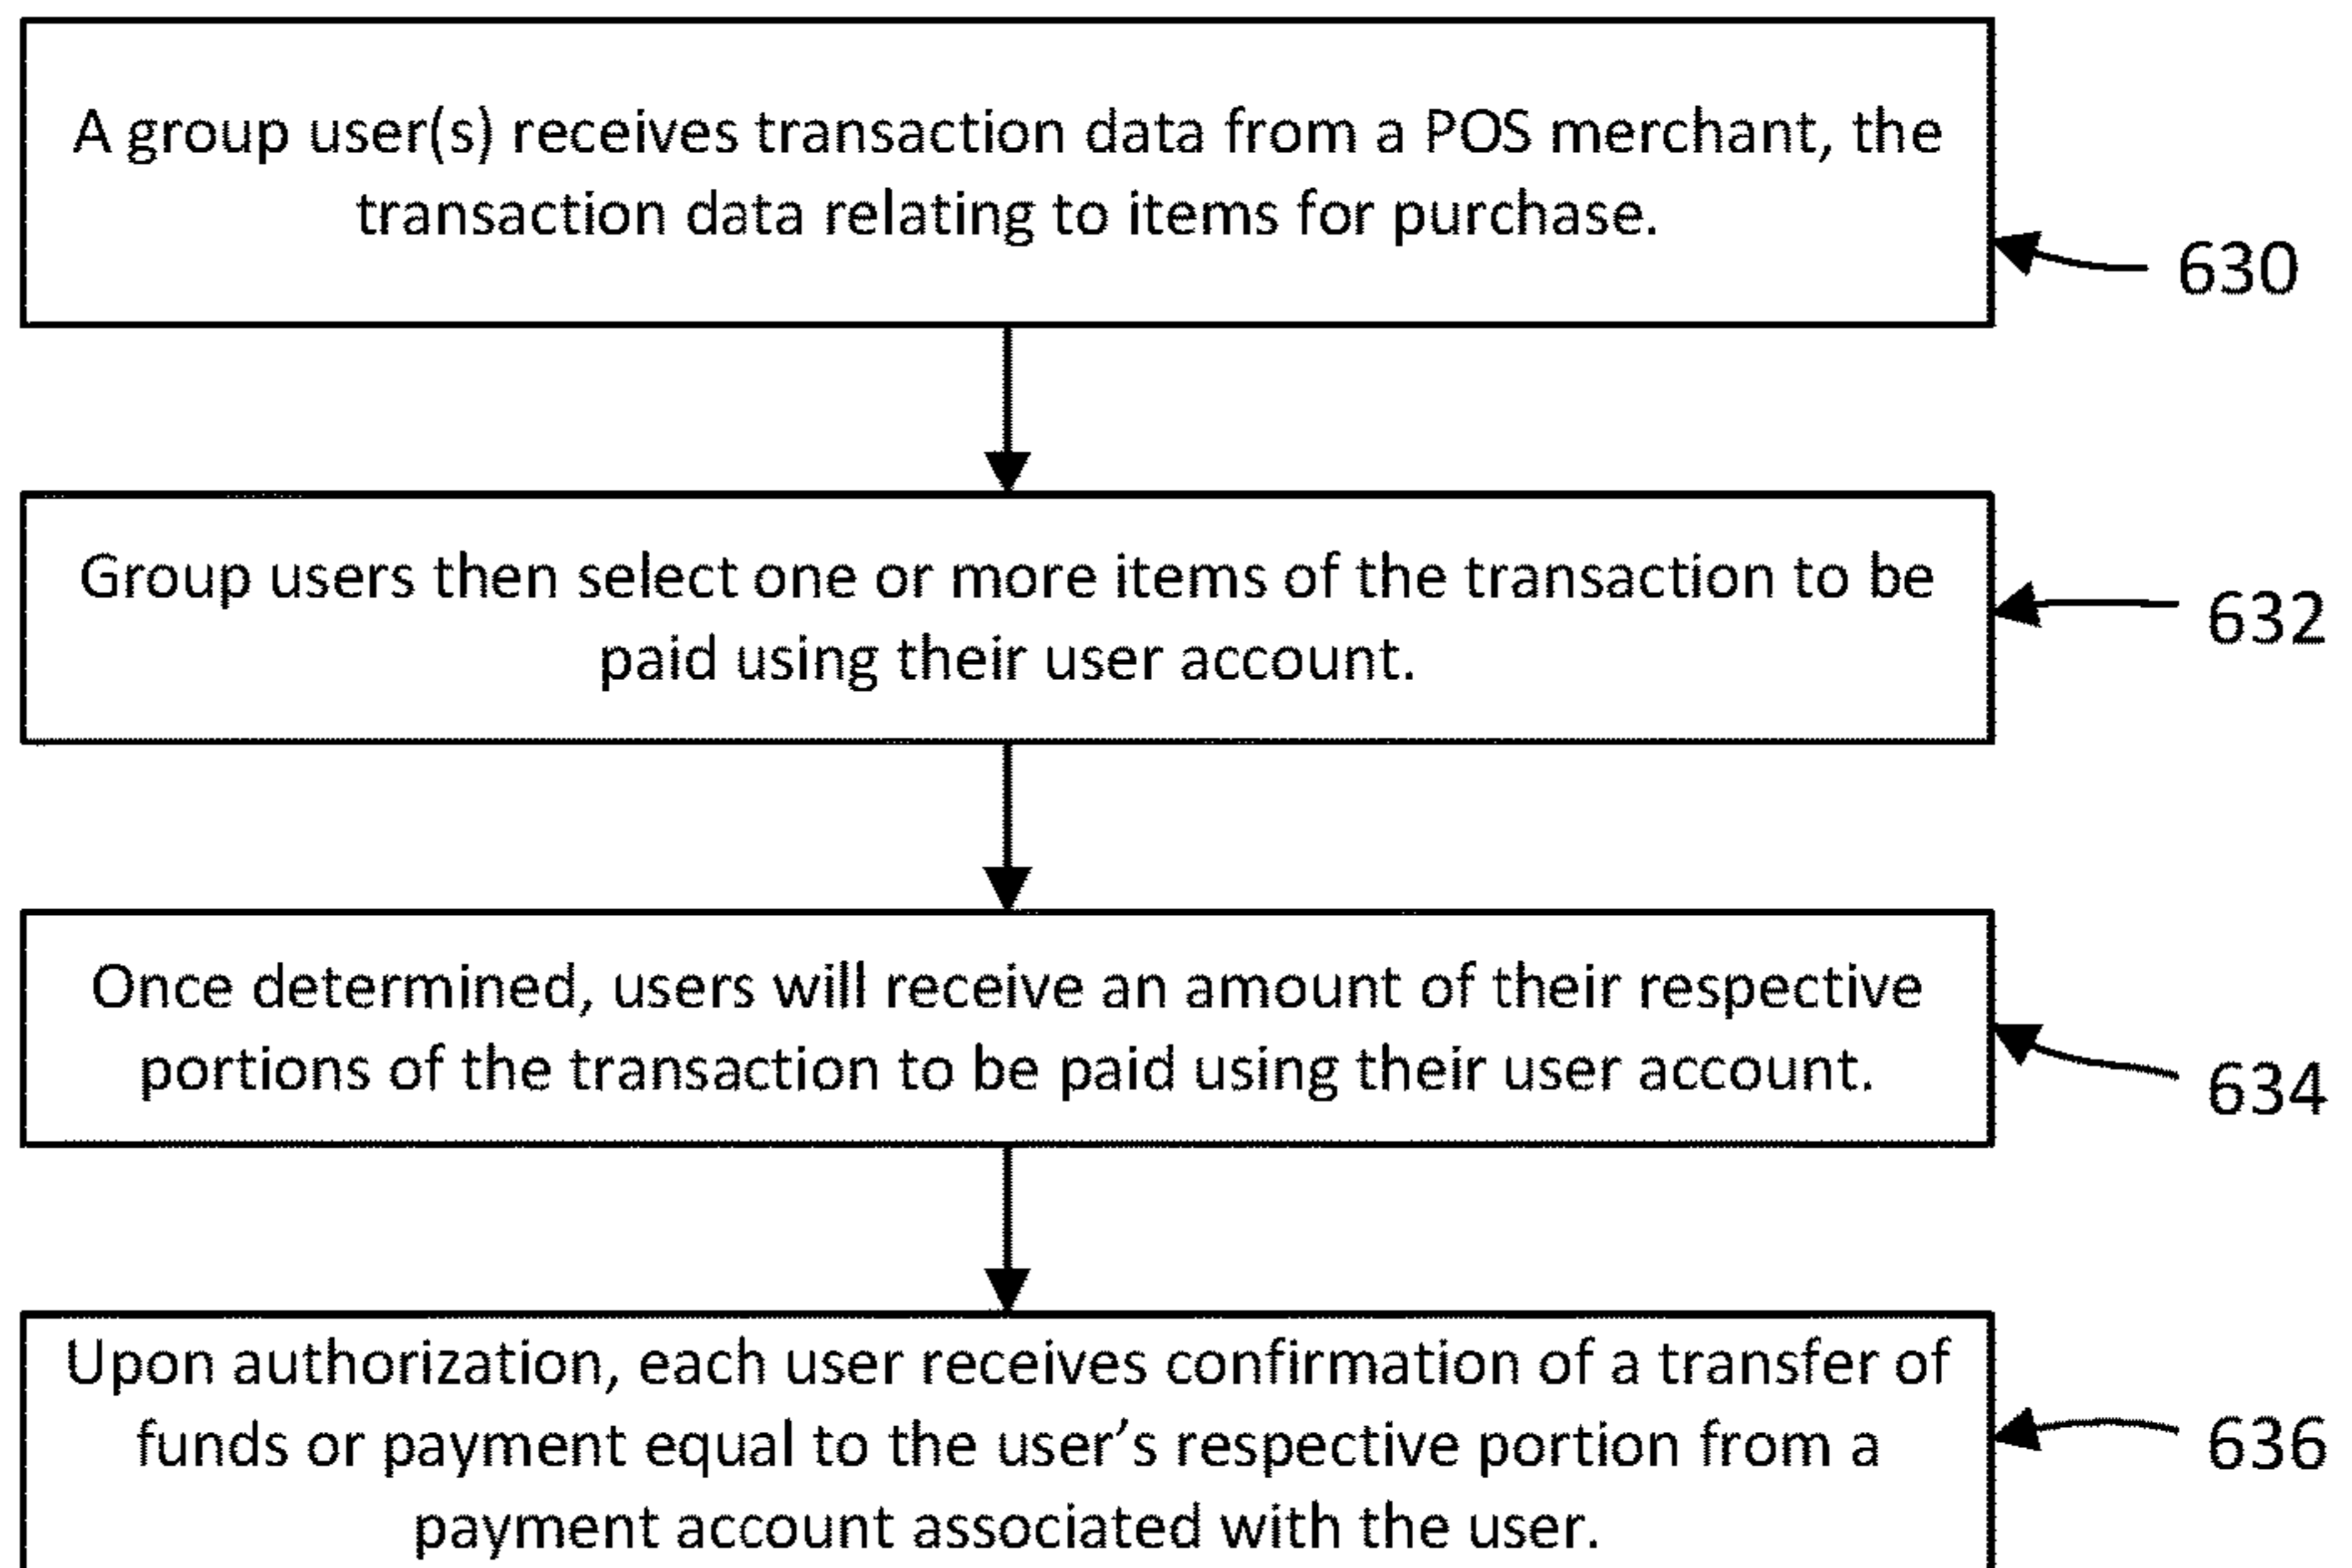 A group user(s) receives transaction data from a POS merchant, the
transaction data relating to items for purchase.
630
Group users then select one or more items of the transaction to be
paid using their user account.
632
Once determined, users will receive an amount of their respective
portions of the transaction to be paid using their user account.
634
Upon authorization, each user receives confirmation of a transfer of
funds or payment equal to the user’s respective portion from a
payment account associated with the user.
636